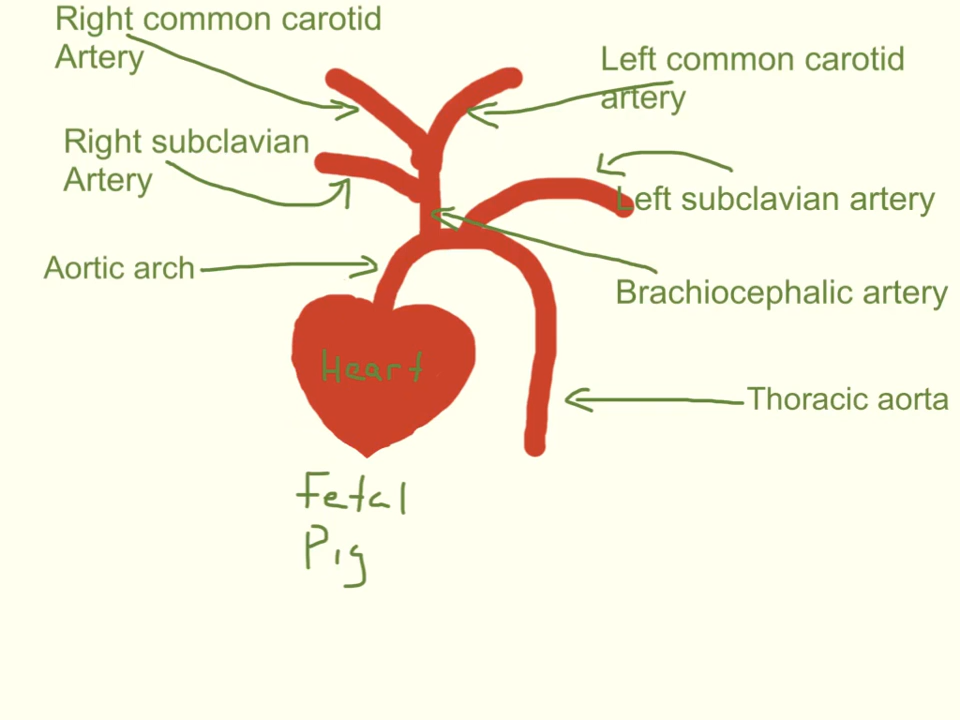 Right common carotid
Artery
Left common carotid
artery
Right subclavian
Artery
Left subclavian artery
Aortic arch
Brachiocephalic artery
Heart
Thoracic aorta
Fetal
Pig